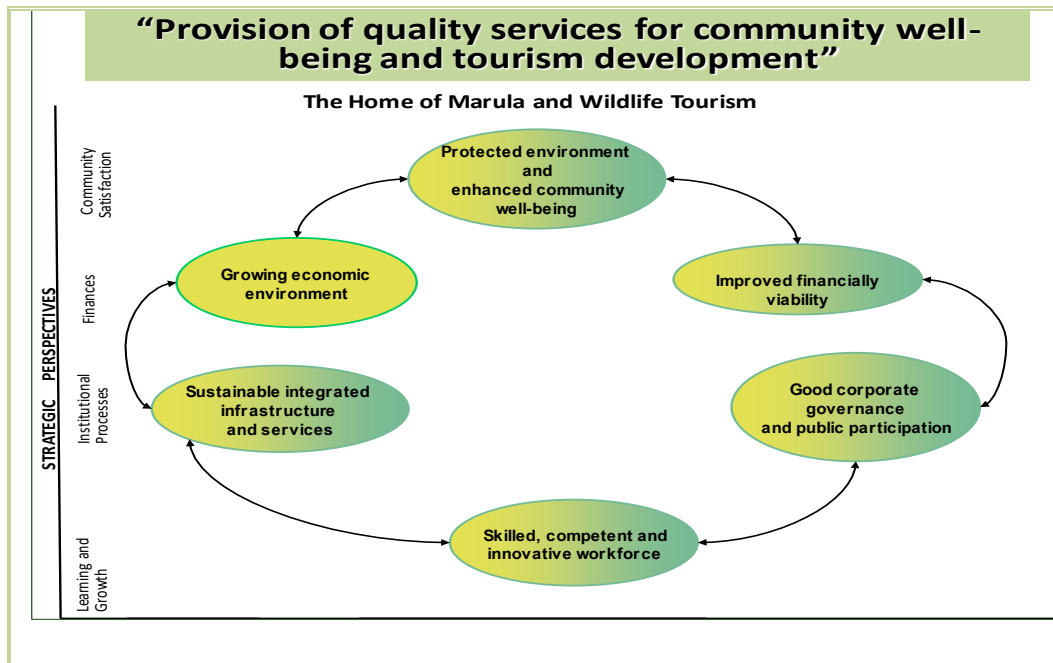 “Provision of quality services for community well-
being and tourism development”
The Home of Marula and Wildlife Tourism
STRATEGIC PERSPECTIVES
Community
Satisfaction
Finances
Institutional
Processes
Learning and
Growth
Protected environment
and
enhanced community
well-being
Growing economic
environment
Improved financially
viability
Sustainable integrated
infrastructure
and services
Good corporate
governance
and public participation
Skilled, competent and
innovative workforce